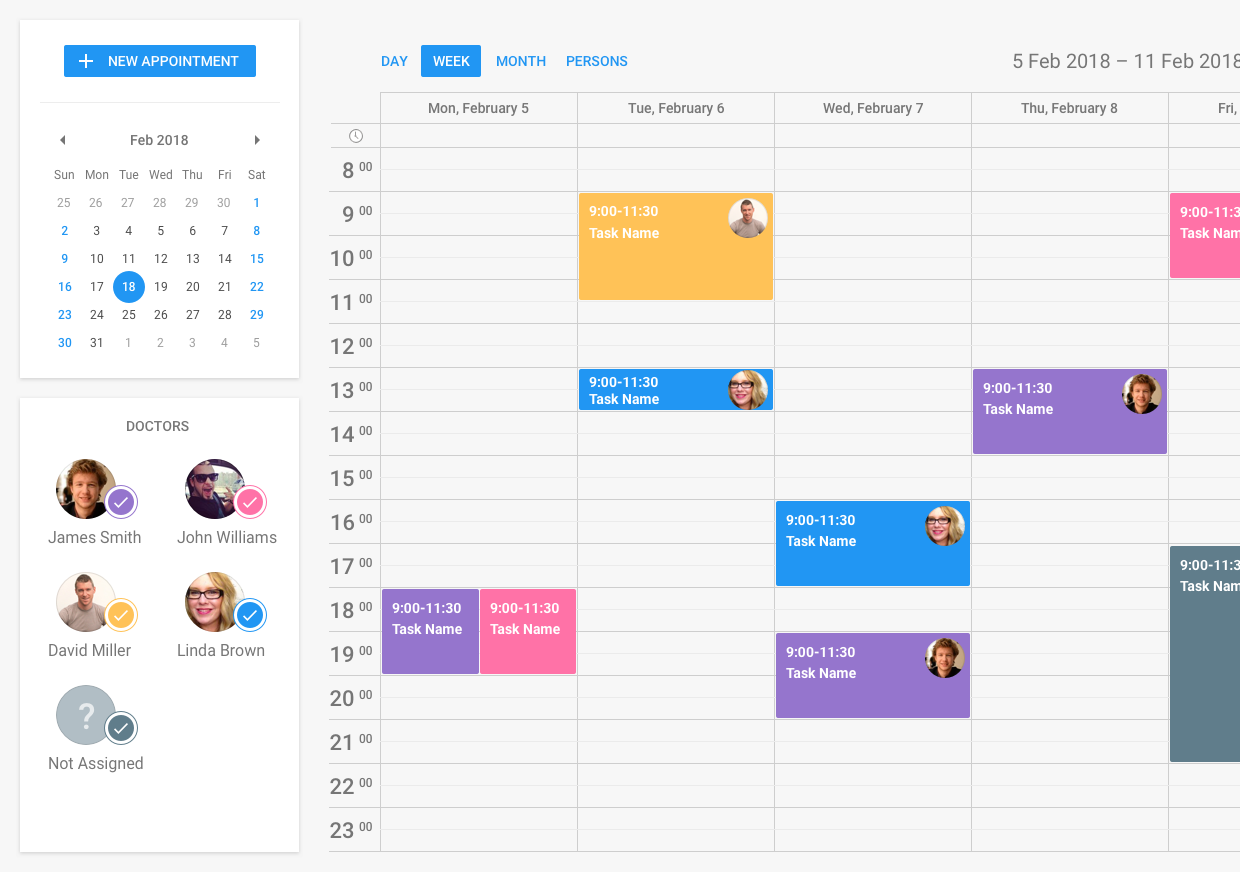 NEW APPOINTMENT
Feb 2018
Sun Mon Tue Wed Thu Fri Sat
25 26 27 28 29 30 1
2 3 4 5 6 7 8
9 10 11 12 13 14 15
16 17 18 19 20 21 22
23 24 25 26 27 28 29
30 31 1 2 3 4 5
DOCTORS
James Smith
John Williams
David Miller
Linda Brown
?
Not Assigned
DAY WEEK MONTH PERSONS
5 Feb 2018 – 11 Feb 2018
Mon, February 5 Tue, February 6 Wed, February 7 Thu, February 8 Fri,
8 00
9 00
10 00
11 00
12 00
13 00
14 00
15 00
16 00
17 00
18 00
19 00
20 00
21 00
22 00
23 00
9:00-11:30
Task Name
9:00-11:30
Task Name
9:00-11:30
Task Name
9:00-11:30
Task Name
9:00-11:30
Task Name
9:00-11:30
Task Name
9:00-11:30
Task Name
9:00-11:3
Task Nam
9:00-11:3
Task Nam